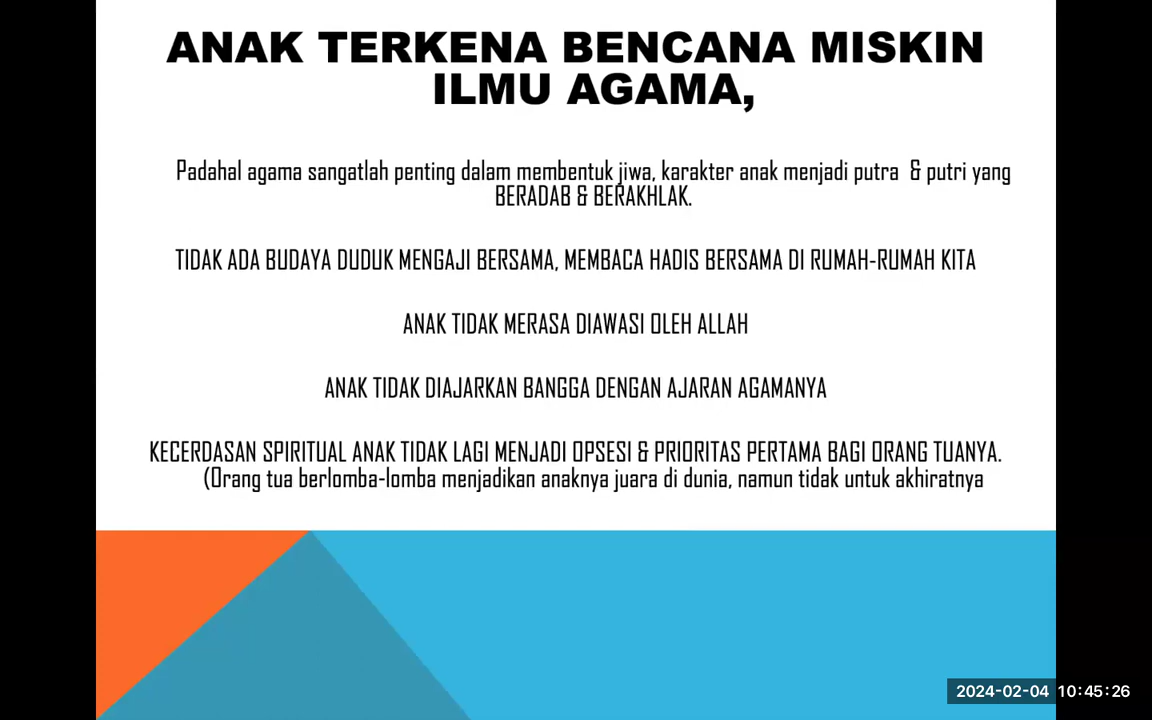 ANAK TERKENA BENCANA MISKIN
ILMU AGAMA,
Padahal agama sangatlah penting dalam membentuk jiwa, karakter anak menjadi putra & putri yang
BERADAB & BERAKHLAK.
TIDAK ADA BUDAYA DUDUK MENGAJI BERSAMA, MEMBACA HADIS BERSAMA DI RUMAH-RUMAH KITA
ANAK TIDAK MERASA DIAWASI OLEH ALLAH
ANAK TIDAK DIAJARKAN BANGGA DENGAN AJARAN AGAMANYA
KECERDASAN SPIRITUAL ANAK TIDAK LAGI MENJADI OPSESI & PRIORITAS PERTAMA BAGI ORANG TUANYA.
(Orang tua berlomba-lomba menjadikan anaknya juara di dunia, namun tidak untuk akhiratnya
2024-02-04 10:45:26